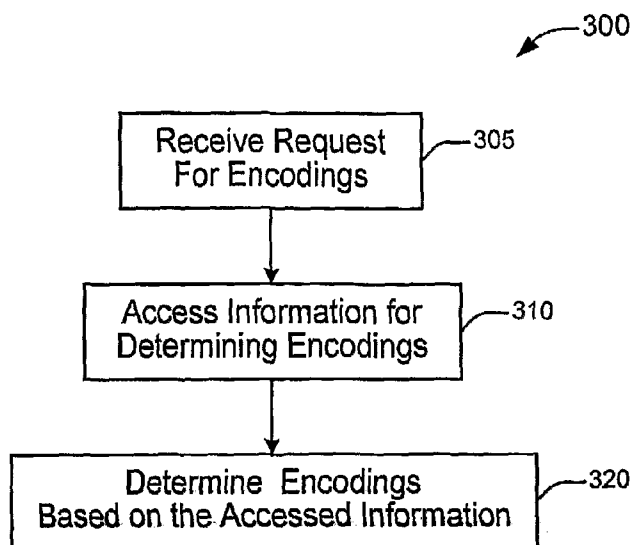 300
Receive Request
For Encodings
305
Access Information for
Determining Encodings
310
Determine Encodings
Based on the Accessed Information
320